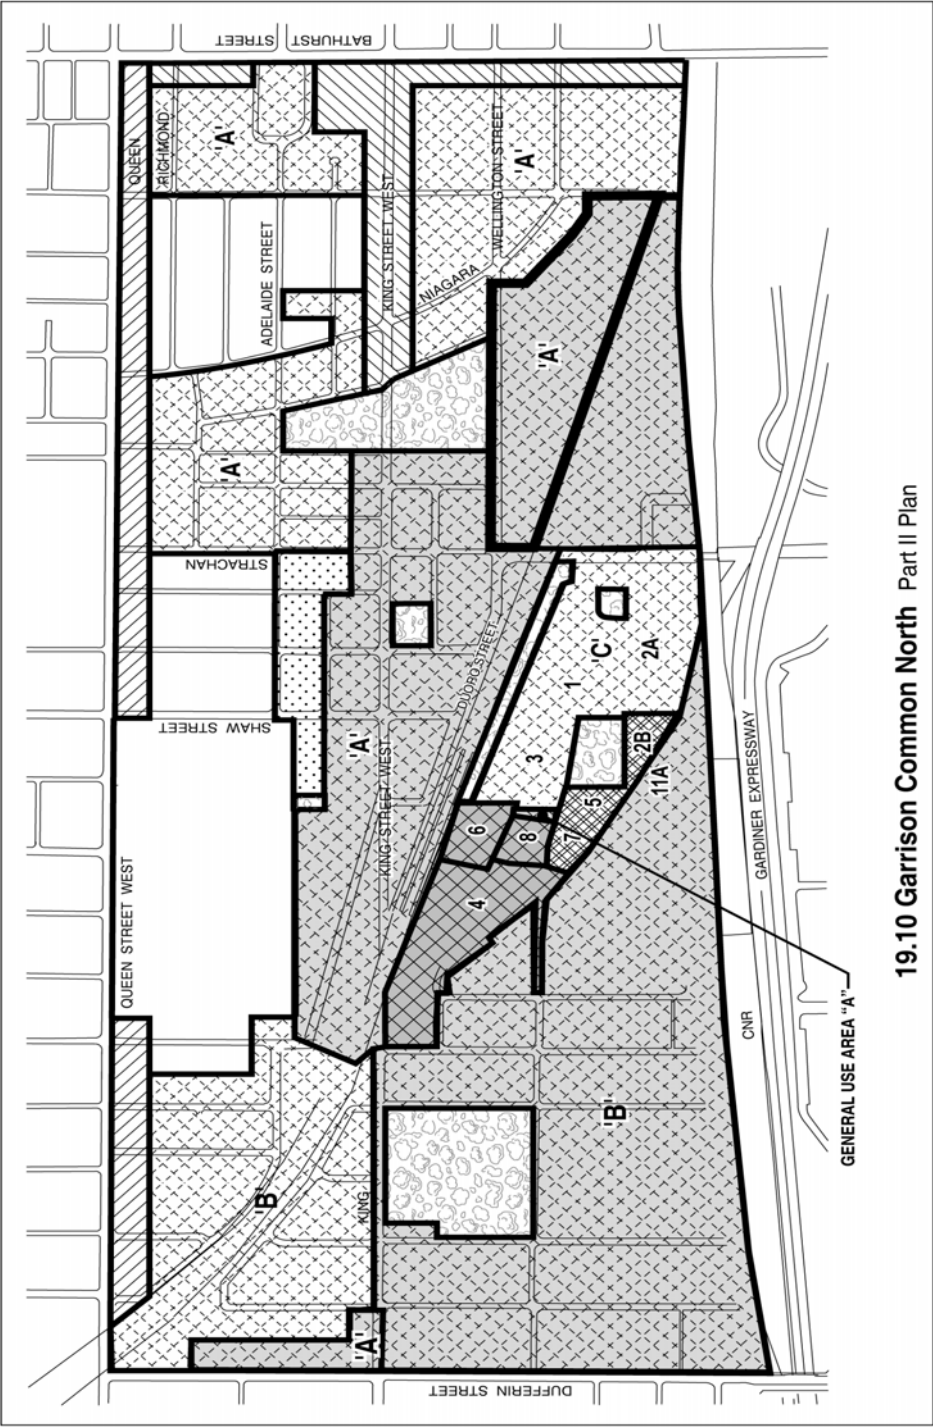 BATHURST STREET
QUEEN
RICHMOND
'A'
WELLINGTON STREET
'A'
KING STREET WEST
ADELAIDE STREET
NIAGARA
'A'
'A'
STRACHAN
DUORO STREET
'C'
2A
1
SHAW STREET
'A'
KING STREET WEST
3
2B
11A
5
6
8
7
4
GARDINER EXPRESSWAY
QUEEN STREET WEST
CNR
GENERAL USE AREA "A"
'B'
'B'
KING
'A'
DUFFERIN STREET
19.10 Garrison Common North Part II Plan